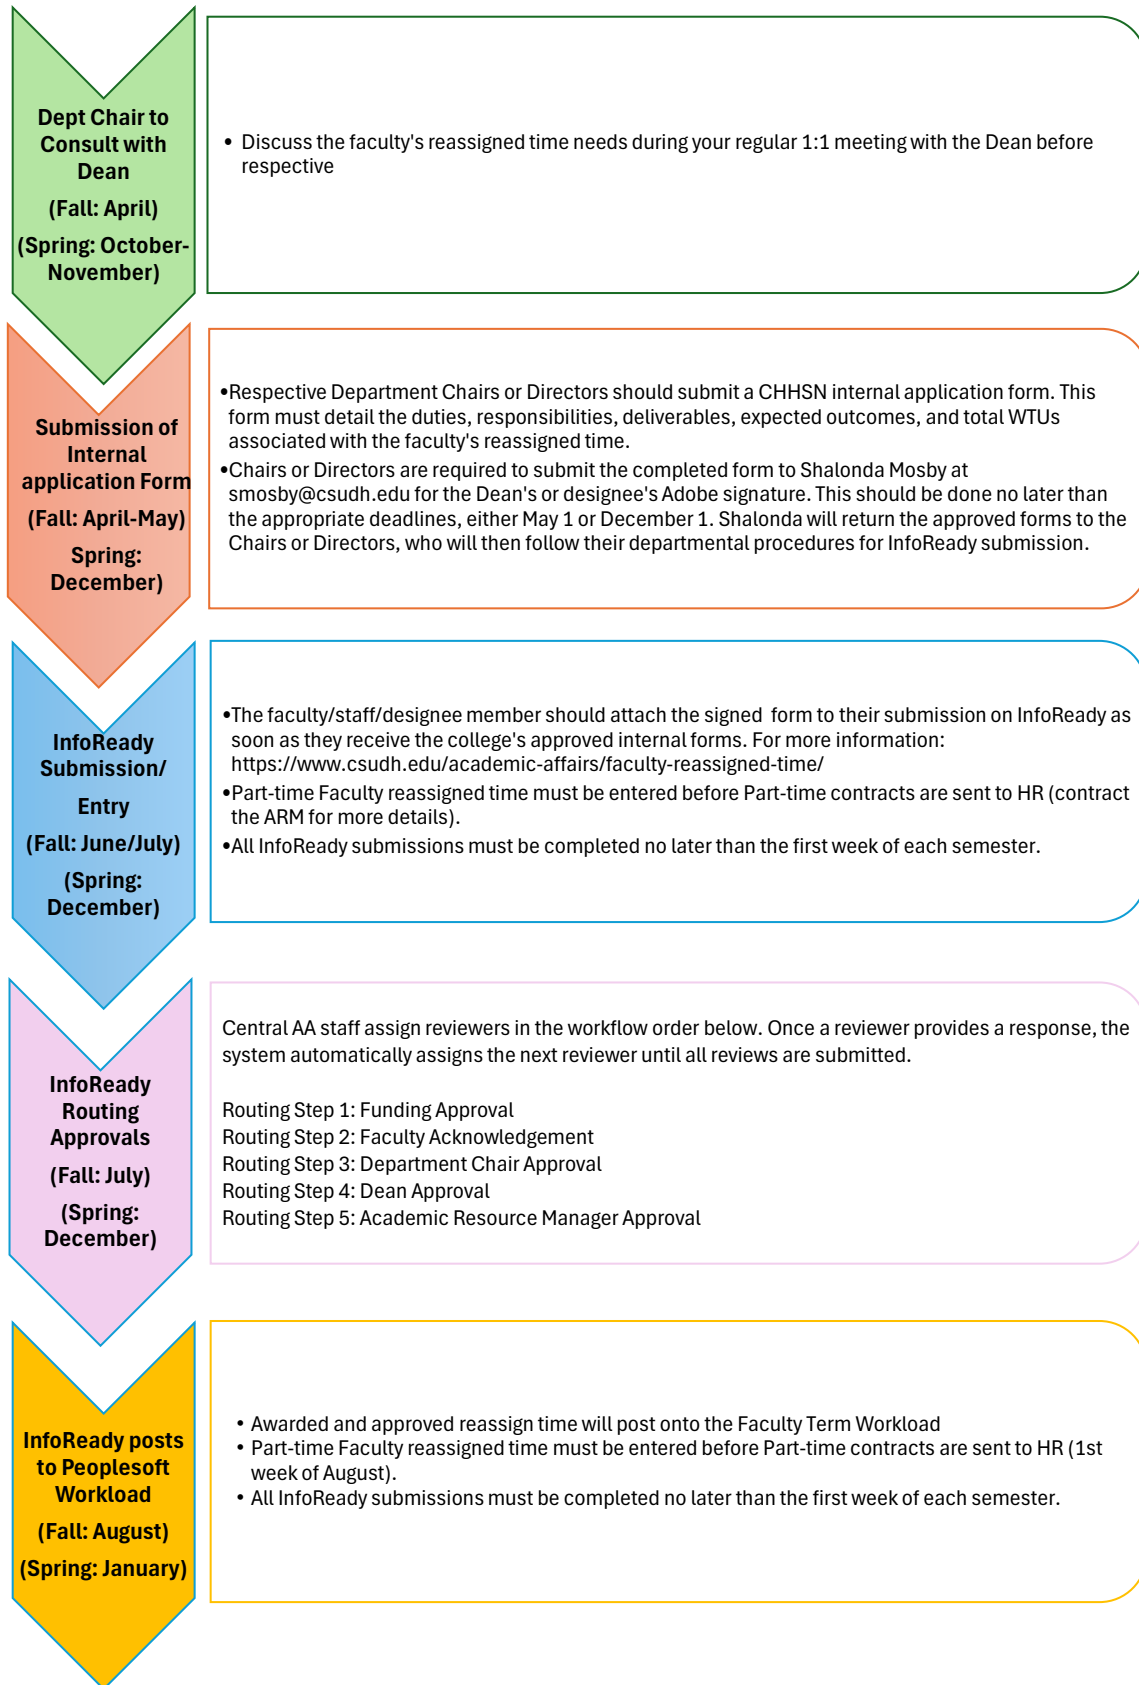 Dept Chair to
Consult with
Dean
(Fall: April)
(Spring: October-
November)
• Discuss the faculty's reassigned time needs during your regular 1:1 meeting with the Dean before
respective
Submission of
Internal
application Form
(Fall: April-May)
Spring:
December)
•Respective Department Chairs or Directors should submit a CHHSN internal application form. This
form must detail the duties, responsibilities, deliverables, expected outcomes, and total WTUs
associated with the faculty's reassigned time.
•Chairs or Directors are required to submit the completed form to Shalonda Mosby at
smosby@csudh.edu for the Dean's or designee's Adobe signature. This should be done no later than
the appropriate deadlines, either May 1 or December 1. Shalonda will return the approved forms to the
Chairs or Directors, who will then follow their departmental procedures for InfoReady submission.
InfoReady
Submission/
Entry
(Fall: June/July)
(Spring:
December)
•The faculty/staff/designee member should attach the signed  form to their submission on InfoReady as
soon as they receive the college's approved internal forms. For more information:
https://www.csudh.edu/academic-affairs/faculty-reassigned-time/
•Part-time Faculty reassigned time must be entered before Part-time contracts are sent to HR (contract
the ARM for more details).
•All InfoReady submissions must be completed no later than the first week of each semester.
InfoReady
Routing
Approvals
(Fall: July)
(Spring:
December)
Central AA staff assign reviewers in the workflow order below. Once a reviewer provides a response, the
system automatically assigns the next reviewer until all reviews are submitted.
Routing Step 1: Funding Approval
Routing Step 2: Faculty Acknowledgement
Routing Step 3: Department Chair Approval
Routing Step 4: Dean Approval
Routing Step 5: Academic Resource Manager Approval
InfoReady posts
to Peoplesoft
Workload
(Fall: August)
(Spring: January)
• Awarded and approved reassign time will post onto the Faculty Term Workload
• Part-time Faculty reassigned time must be entered before Part-time contracts are sent to HR (1st
week of August).
• All InfoReady submissions must be completed no later than the first week of each semester.